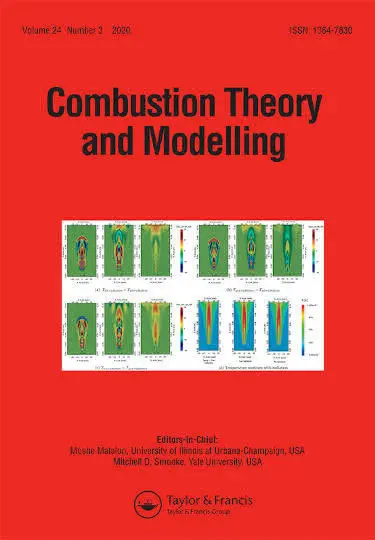 Volume 24 Number 3 2020
ISSN: 1364-7830
Combustion Theory
and Modelling
Editors-in-Chief:
Moshe Matalon, University of Illinois at Urbana-Champaign, USA
Mitchell D. Smooke, Yale University, USA
Taylor & Francis
Taylor & Francis Group